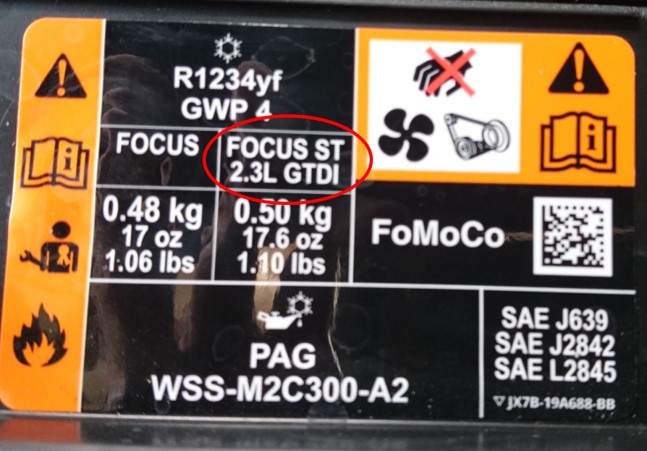 R1234yf
GWP 4
FOCUS
FOCUS ST
2.3L GTDI
0.48 kg
17 oz
1.06 lbs
0.50 kg
17.6 oz
1.10 lbs
FoMoCo
PAG
WSS-M2C300-A2
SAE J639
SAE J2842
SAE L2845
JX7B-19A688-BB